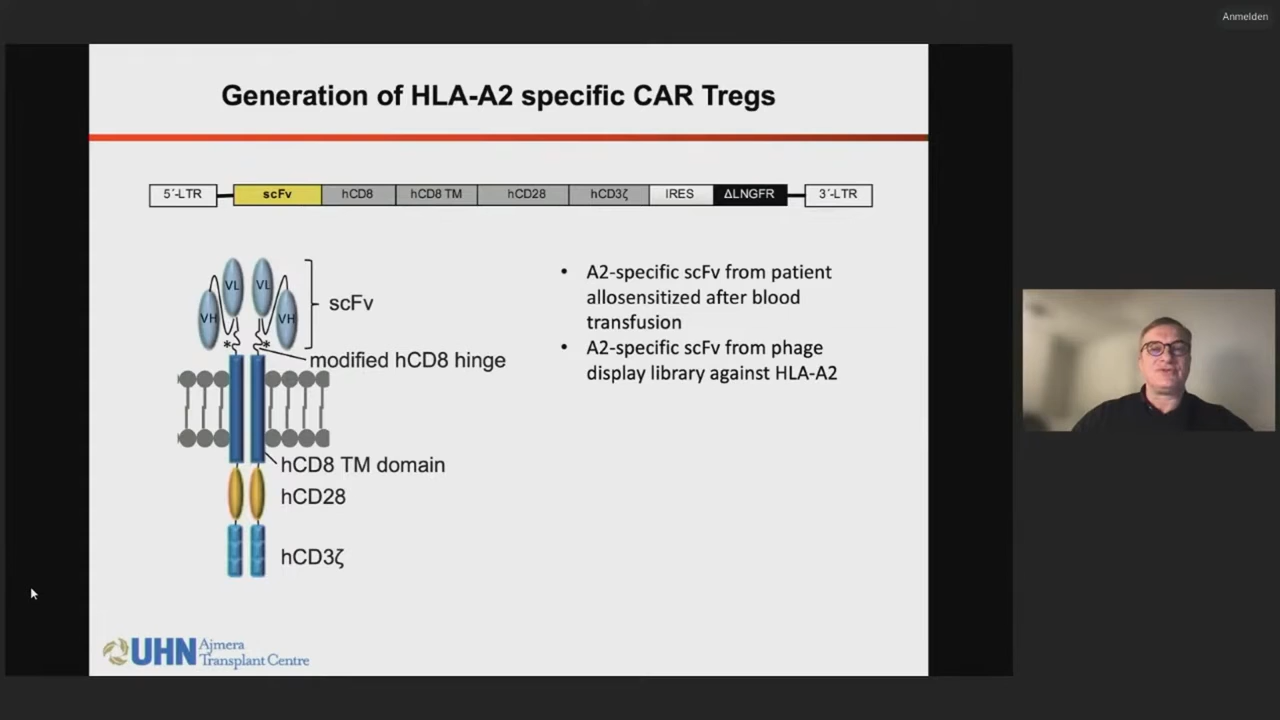 Anmelden
Generation of HLA-A2 specific CAR Tregs
5´-LTR scFv hCD8 hCD8 TM hCD28 hCD3ζ IRES ΔLNGFR 3´-LTR
VL VL
VH VH
scFv
* *
modified hCD8 hinge
hCD8 TM domain
hCD28
hCD3ζ
• A2-specific scFv from patient
allosensitized after blood
transfusion
• A2-specific scFv from phage
display library against HLA-A2
UHN Ajmera
Transplant Centre